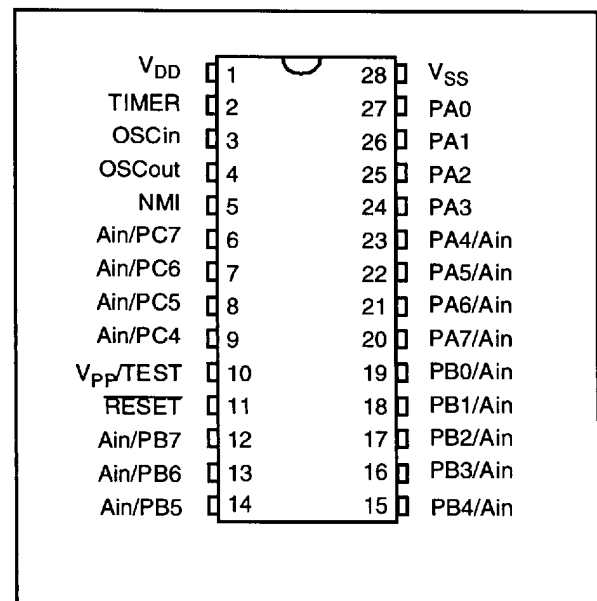 V_DD 1 28 V_SS
TIMER 2 27 PA0
OSCin 3 26 PA1
OSCout 4 25 PA2
NMI 5 24 PA3
Ain/PC7 6 23 PA4/Ain
Ain/PC6 7 22 PA5/Ain
Ain/PC5 8 21 PA6/Ain
Ain/PC4 9 20 PA7/Ain
V_PP/TEST 10 19 PB0/Ain
RESET 11 18 PB1/Ain
Ain/PB7 12 17 PB2/Ain
Ain/PB6 13 16 PB3/Ain
Ain/PB5 14 15 PB4/Ain